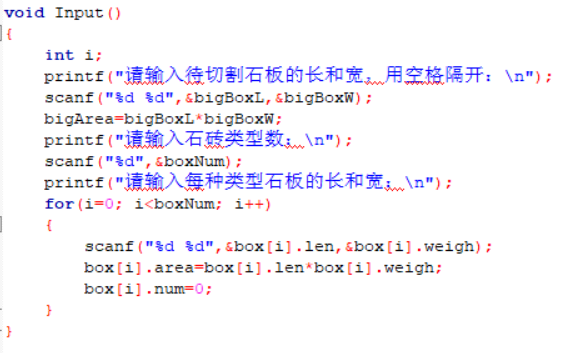 void Input()
{
int i;
printf("请输入待切割石板的长和宽，用空格隔开：\n");
scanf("%d %d",&bigBoxL,&bigBoxW);
bigArea=bigBoxL*bigBoxW;
printf("请输入石砖类型数：\n");
scanf("%d",&boxNum);
printf("请输入每种类型石板的长和宽：\n");
for(i=0; i<boxNum; i++)
{
scanf("%d %d",&box[i].len,&box[i].weigh);
box[i].area=box[i].len*box[i].weigh;
box[i].num=0;
}
}